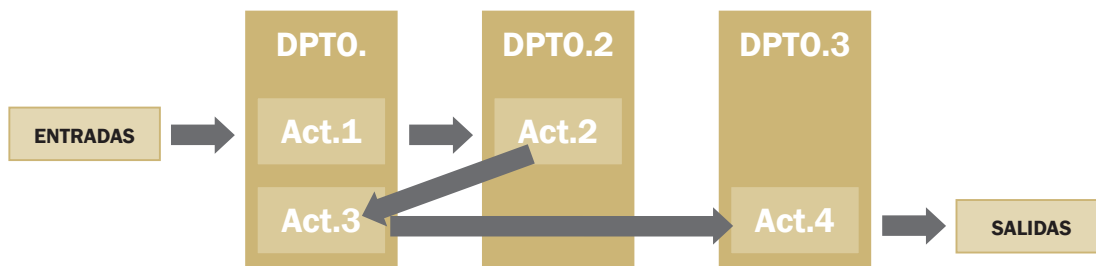 DPTO.
DPTO.2
DPTO.3
ENTRADAS
Act.1
Act.2
Act.3
Act.4
SALIDAS